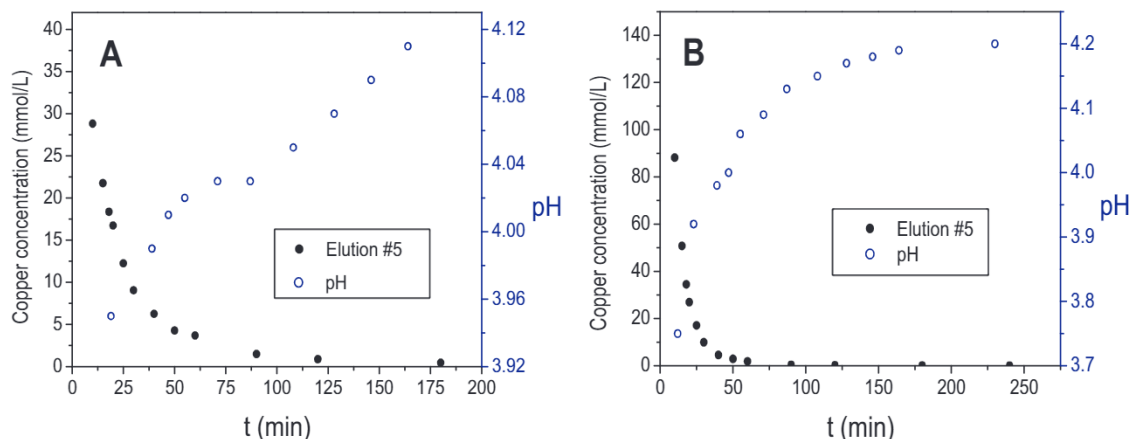 A
Copper concentration (mmol/L)
40
35
30
25
20
15
10
5
0
4.12
4.08
4.04
4.00
3.96
3.92
pH
Elution #5
pH
0 25 50 75 100 125 150 175 200
t (min)
B
Copper concentration (mmol/L)
140
120
100
80
60
40
20
0
4.2
4.1
4.0
3.9
3.8
3.7
pH
Elution #5
pH
0 50 100 150 200 250
t (min)